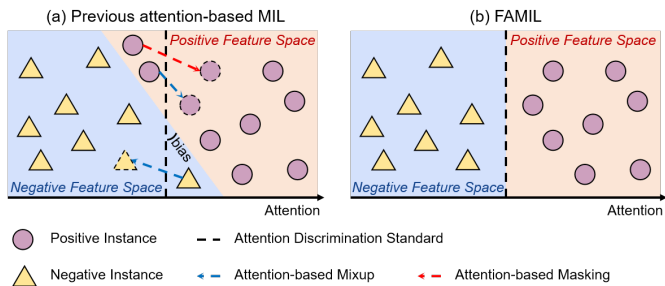 (a) Previous attention-based MIL
(b) FAMIL
Positive Feature Space
Positive Feature Space
bias
Negative Feature Space
Negative Feature Space
Attention
Attention
Positive Instance
Attention Discrimination Standard
Negative Instance
Attention-based Mixup
Attention-based Masking